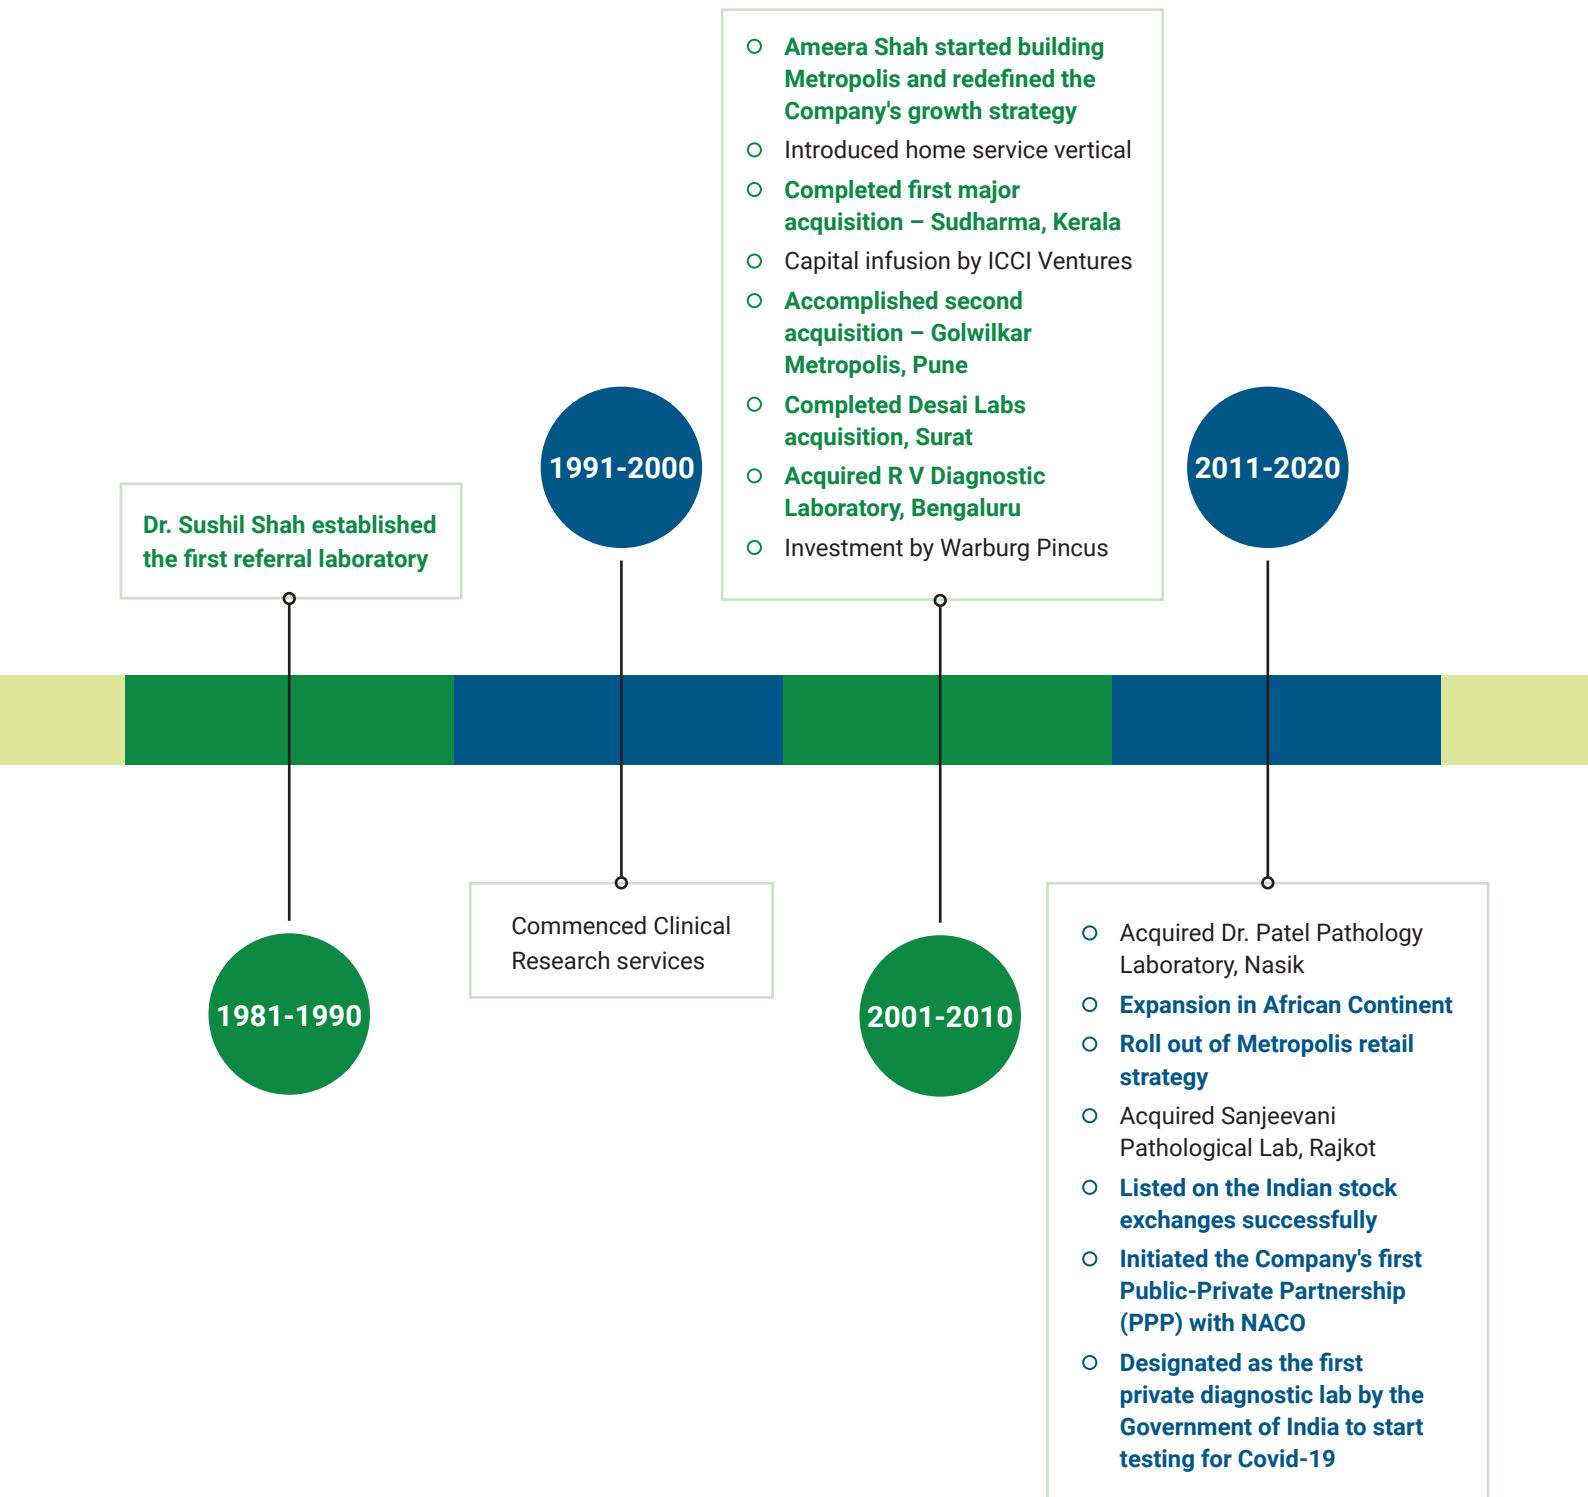 Dr. Sushil Shah established
the first referral laboratory
1981-1990
1991-2000
Commenced Clinical
Research services
Ameera Shah started building
Metropolis and redefined the
Company's growth strategy
Introduced home service vertical
Completed first major
acquisition – Sudharma, Kerala
Capital infusion by ICCI Ventures
Accomplished second
acquisition – Golwilkar
Metropolis, Pune
Completed Desai Labs
acquisition, Surat
Acquired R V Diagnostic
Laboratory, Bengaluru
Investment by Warburg Pincus
2001-2010
2011-2020
Acquired Dr. Patel Pathology
Laboratory, Nasik
Expansion in African Continent
Roll out of Metropolis retail
strategy
Acquired Sanjeevani
Pathological Lab, Rajkot
Listed on the Indian stock
exchanges successfully
Initiated the Company's first
Public-Private Partnership
(PPP) with NACO
Designated as the first
private diagnostic lab by the
Government of India to start
testing for Covid-19